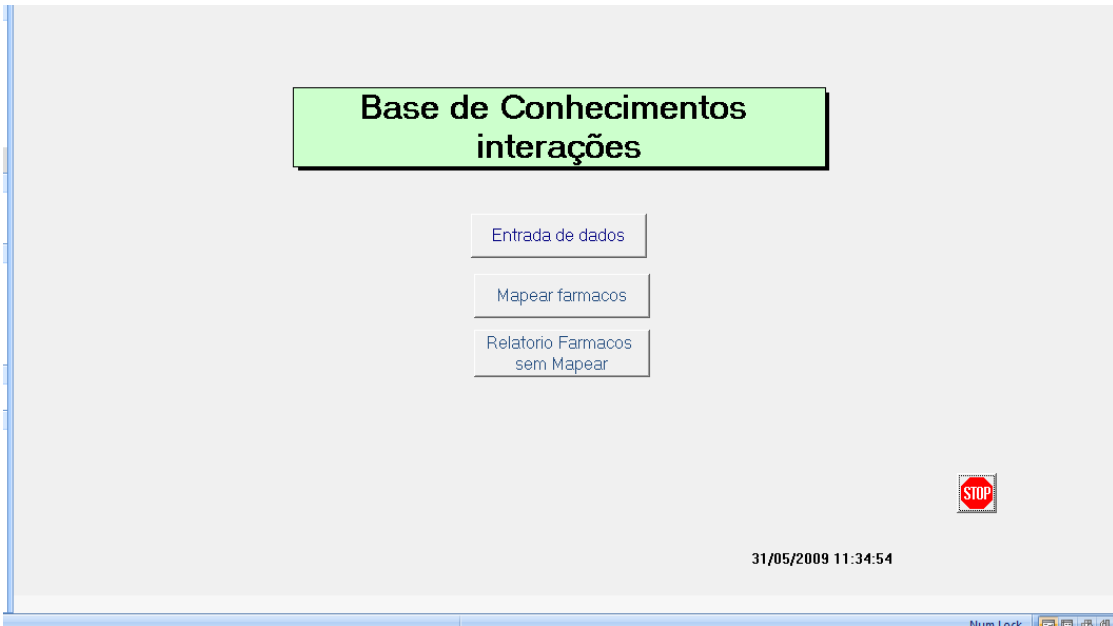 Base de Conhecimentos
interações
Entrada de dados
Mapear farmacos
Relatorio Farmacos
sem Mapear
STOP
31/05/2009 11:34:54
Num Lock